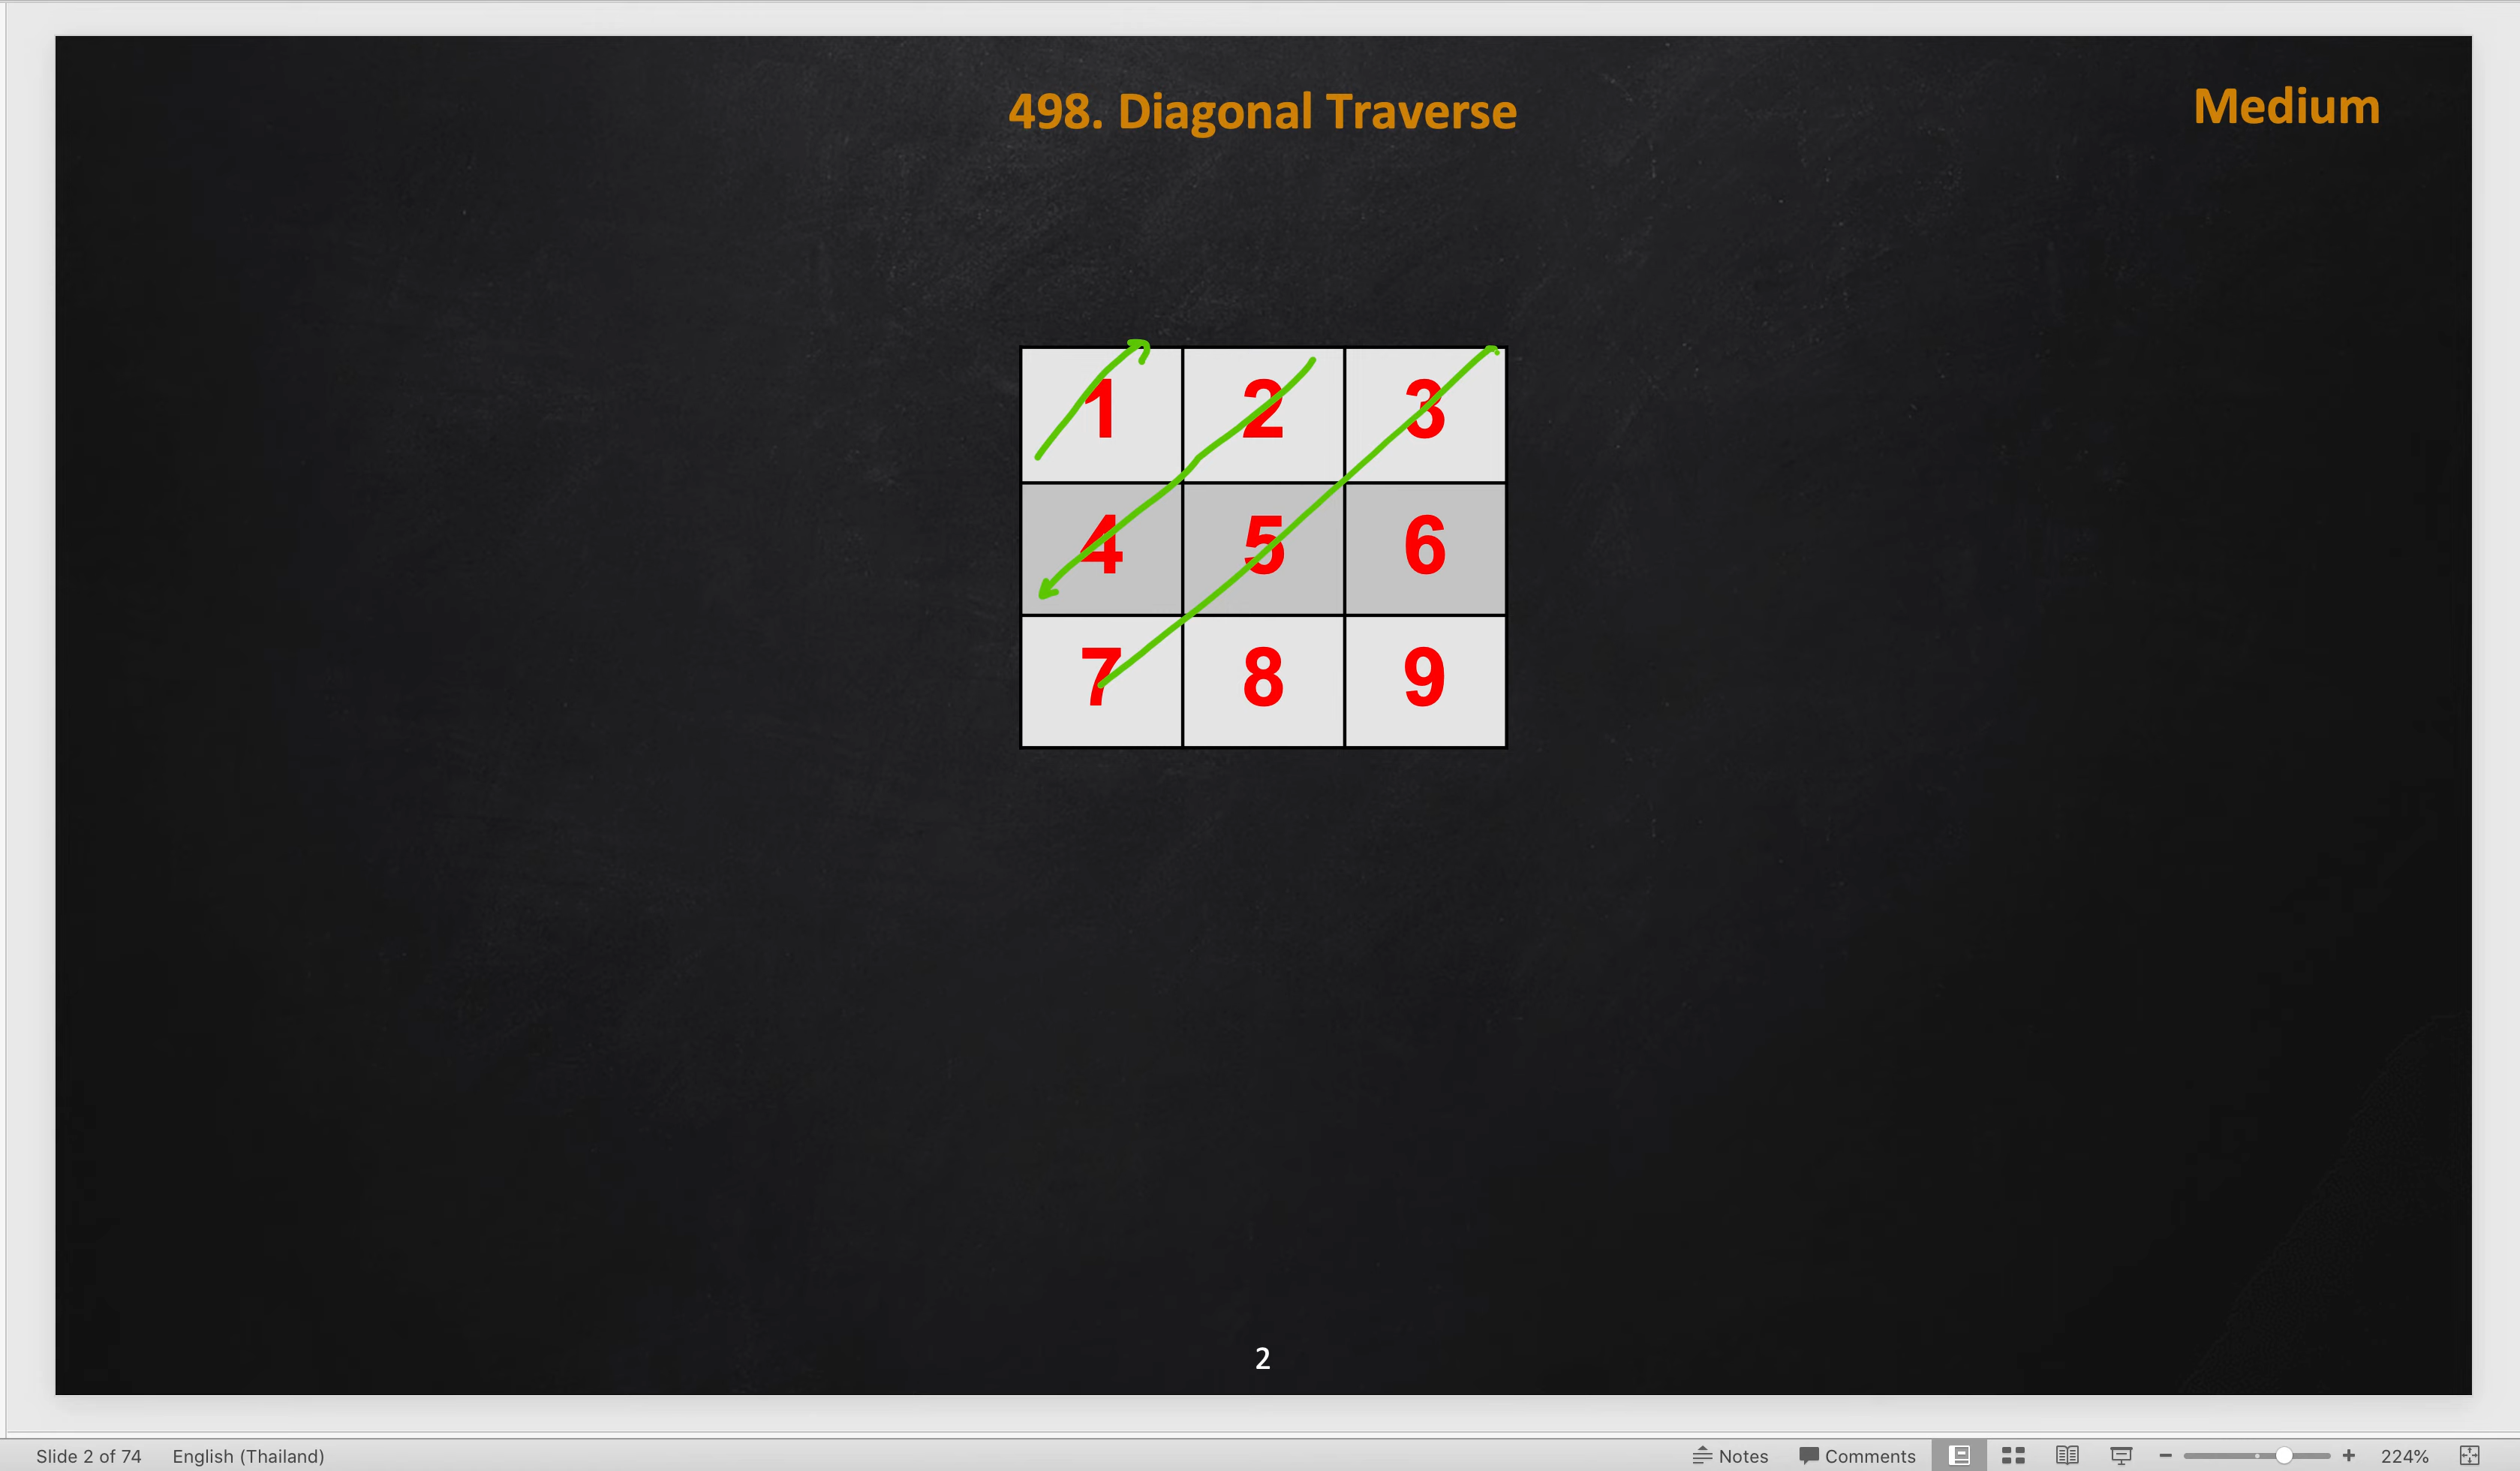 498. Diagonal Traverse
Medium
1 2 3
4 5 6
7 8 9
2
Slide 2 of 74 English (Thailand) Notes Comments 224%